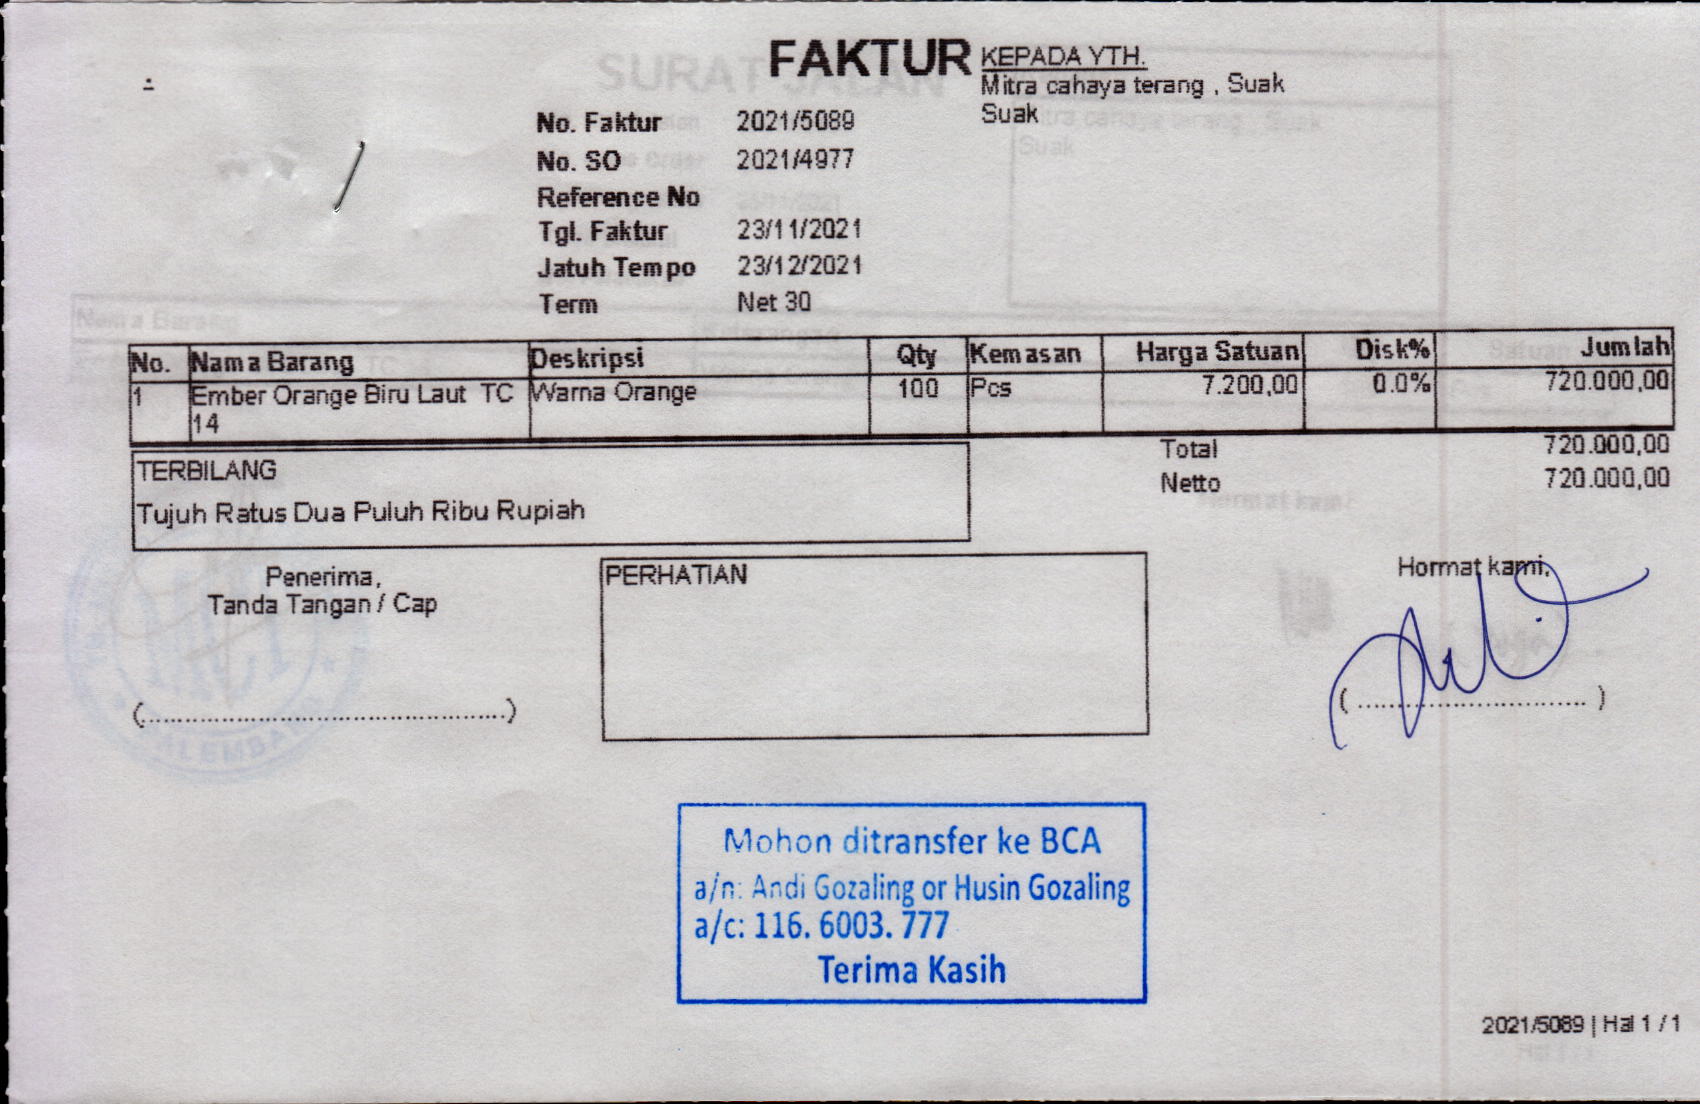 FAKTUR
KEPADA YTH.
Mitra cahaya terang , Suak
Suak
No. Faktur 2021/5089
No. SO 2021/4977
Reference No
Tgl. Faktur 23/11/2021
Jatuh Tempo 23/12/2021
Term Net 30
No. Nama Barang Deskripsi Qty Kemasan Harga Satuan Disk% Jumlah
1 Ember Orange Biru Laut TC 14 Warna Orange 100 Pcs 7.200,00 0.0% 720.000,00
Total 720.000,00
Netto 720.000,00
TERBILANG
Tujuh Ratus Dua Puluh Ribu Rupiah
Penerima,
Tanda Tangan / Cap
(..............................................)
PERHATIAN
Hormat kami,
( ............................. )
Mohon ditransfer ke BCA
a/n: Andi Gozaling or Husin Gozaling
a/c: 116. 6003. 777
Terima Kasih
2021/5089 | Hal 1 / 1